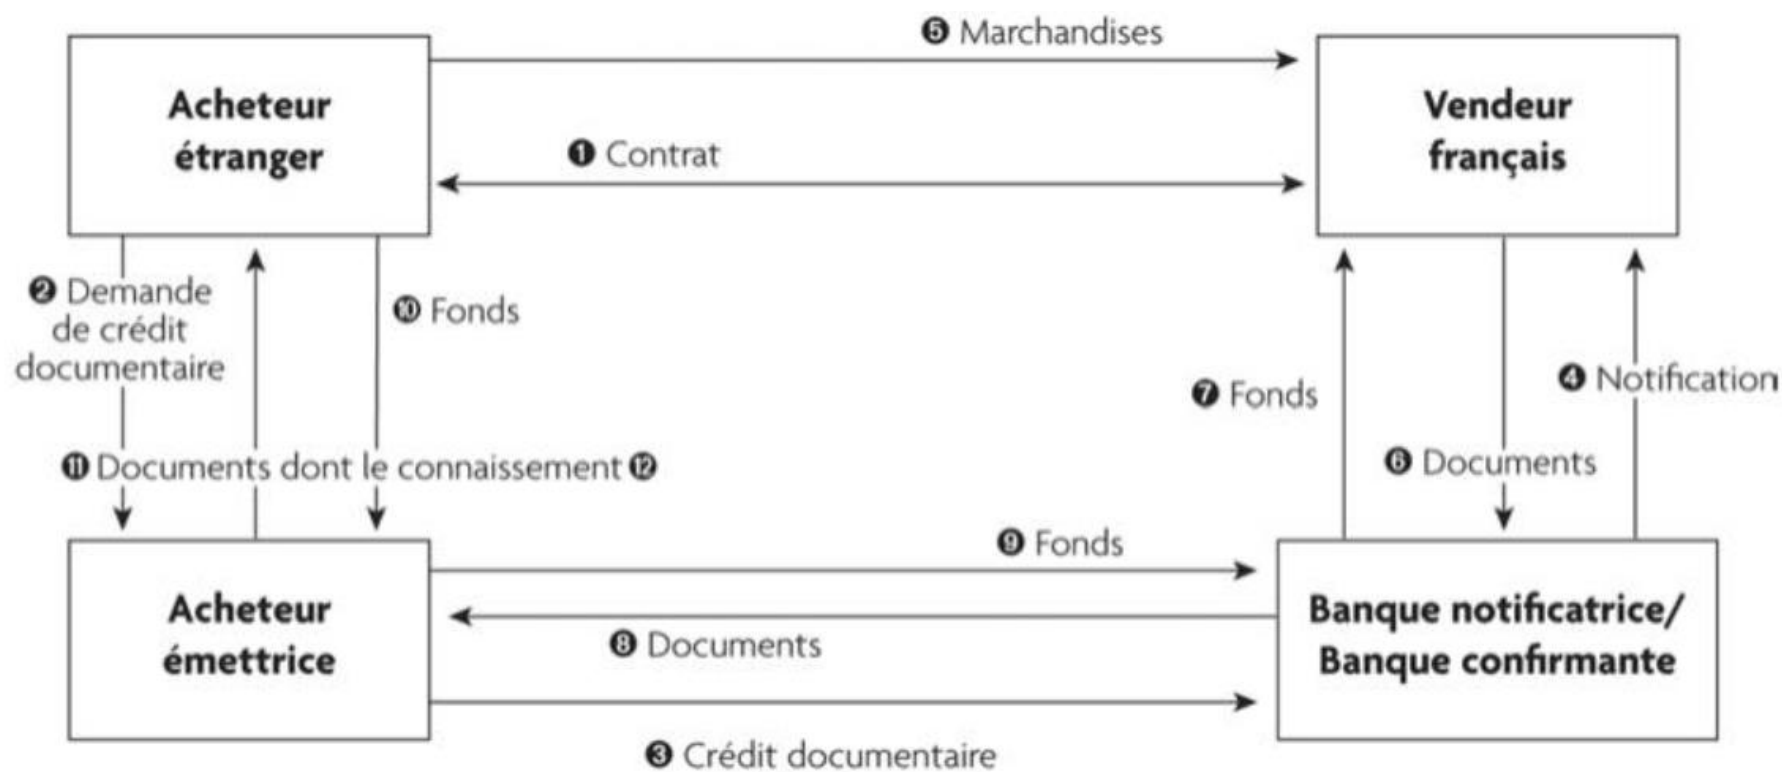 ❺ Marchandises
Acheteur
étranger
Vendeur
français
❶ Contrat
❷ Demande
de crédit
documentaire
❿ Fonds
❼ Fonds
❹ Notification
⓫ Documents dont le connaissement ⓬
❻ Documents
❾ Fonds
Acheteur
émettrice
Banque notificatrice/
Banque confirmante
❽ Documents
❸ Crédit documentaire